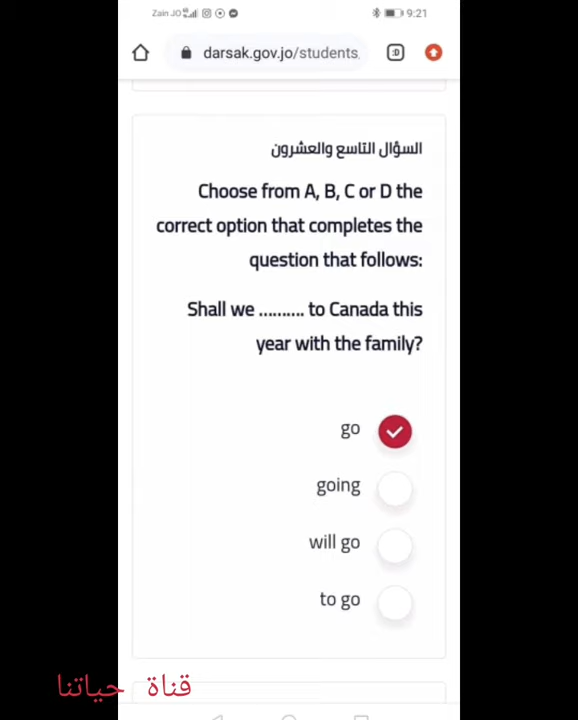 Zain JO
9:21
darsak.gov.jo/students
:D
السؤال التاسع والعشرون
Choose from A, B, C or D the
correct option that completes the
question that follows:
Shall we .......... to Canada this
year with the family?
go
going
will go
to go
قناة حياتنا